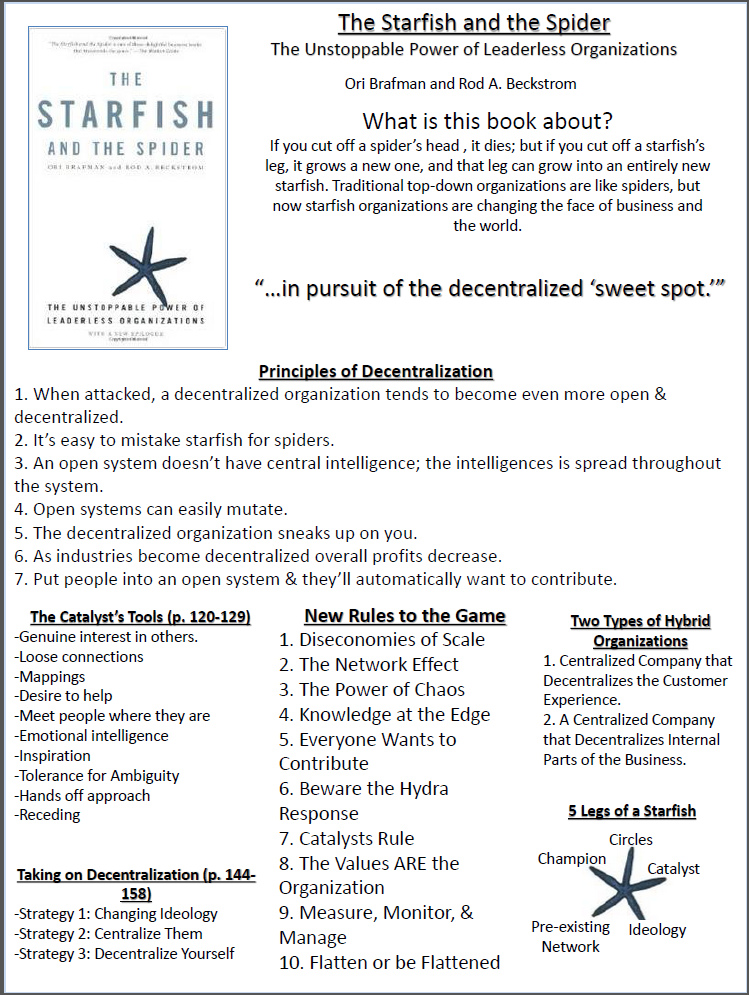 The Starfish and the Spider
The Unstoppable Power of Leaderless Organizations
Ori Brafman and Rod A. Beckstrom
"The Starfish and the Spider is one of those delightful business books
THE
STARFISH
AND THE SPIDER
ORI BRAFMAN and ROD A. BECKSTROM
THE UNSTOPPABLE POWER OF
LEADERLESS ORGANIZATIONS
WITH A NEW EPILOGUE
What is this book about?
If you cut off a spider's head , it dies; but if you cut off a starfish's
leg, it grows a new one, and that leg can grow into an entirely new
starfish. Traditional top-down organizations are like spiders, but
now starfish organizations are changing the face of business and
the world.
"…in pursuit of the decentralized 'sweet spot.'"
Principles of Decentralization
1. When attacked, a decentralized organization tends to become even more open &
decentralized.
2. It's easy to mistake starfish for spiders.
3. An open system doesn't have central intelligence; the intelligences is spread throughout
the system.
4. Open systems can easily mutate.
5. The decentralized organization sneaks up on you.
6. As industries become decentralized overall profits decrease.
7. Put people into an open system & they'll automatically want to contribute.
The Catalyst's Tools (p. 120-129)
-Genuine interest in others.
-Loose connections
-Mappings
-Desire to help
-Meet people where they are
-Emotional intelligence
-Inspiration
-Tolerance for Ambiguity
-Hands off approach
-Receding
Taking on Decentralization (p. 144-
158)
-Strategy 1: Changing Ideology
-Strategy 2: Centralize Them
-Strategy 3: Decentralize Yourself
New Rules to the Game
1. Diseconomies of Scale
2. The Network Effect
3. The Power of Chaos
4. Knowledge at the Edge
5. Everyone Wants to
Contribute
6. Beware the Hydra
Response
7. Catalysts Rule
8. The Values ARE the
Organization
9. Measure, Monitor, &
Manage
10. Flatten or be Flattened
Two Types of Hybrid
Organizations
1. Centralized Company that
Decentralizes the Customer
Experience.
2. A Centralized Company
that Decentralizes Internal
Parts of the Business.
5 Legs of a Starfish
Circles
Champion
Catalyst
Pre-existing
Network
Ideology